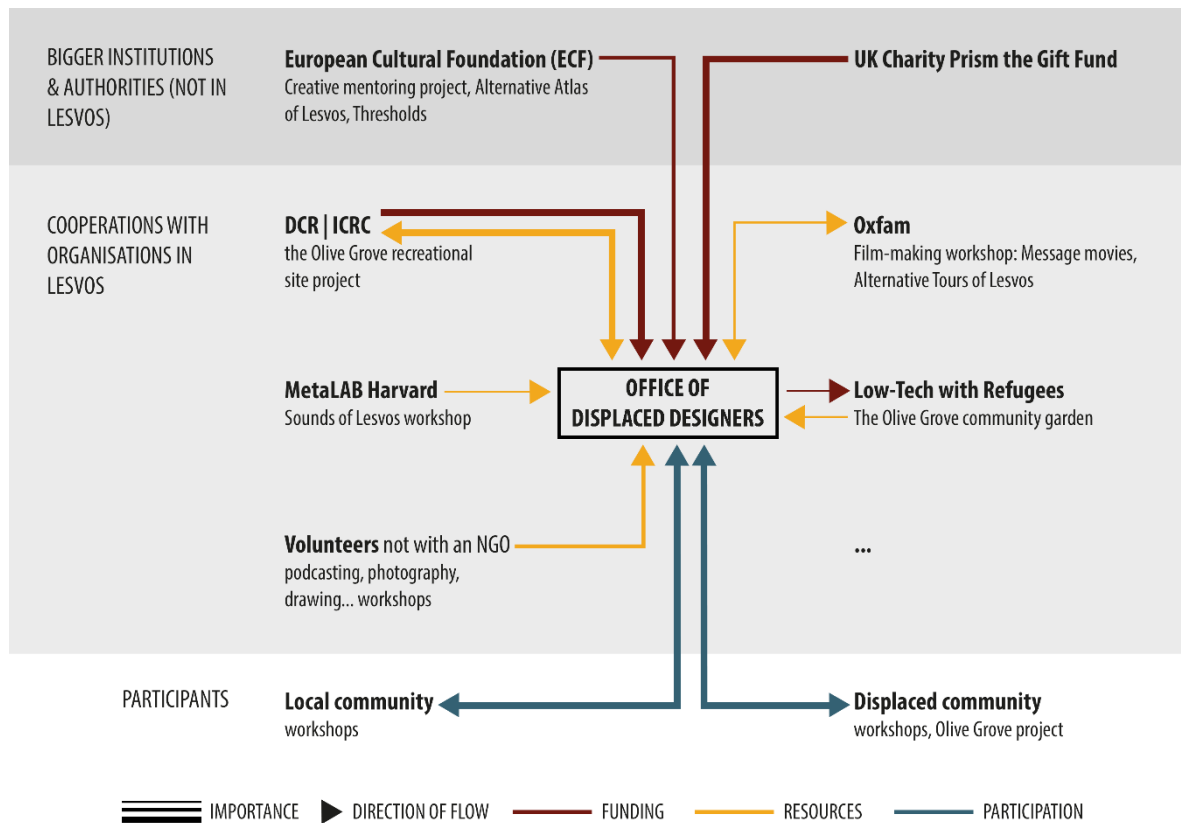 BIGGER INSTITUTIONS
& AUTHORITIES (NOT IN
LESVOS)
European Cultural Foundation (ECF)
Creative mentoring project, Alternative Atlas
of Lesvos, Thresholds
UK Charity Prism the Gift Fund
COOPERATIONS WITH
ORGANISATIONS IN
LESVOS
DCR | ICRC
the Olive Grove recreational
site project
Oxfam
Film-making workshop: Message movies,
Alternative Tours of Lesvos
MetaLAB Harvard
Sounds of Lesvos workshop
OFFICE OF
DISPLACED DESIGNERS
Low-Tech with Refugees
The Olive Grove community garden
Volunteers not with an NGO
podcasting, photography,
drawing... workshops
...
PARTICIPANTS
Local community
workshops
Displaced community
workshops, Olive Grove project
IMPORTANCE
DIRECTION OF FLOW
FUNDING
RESOURCES
PARTICIPATION